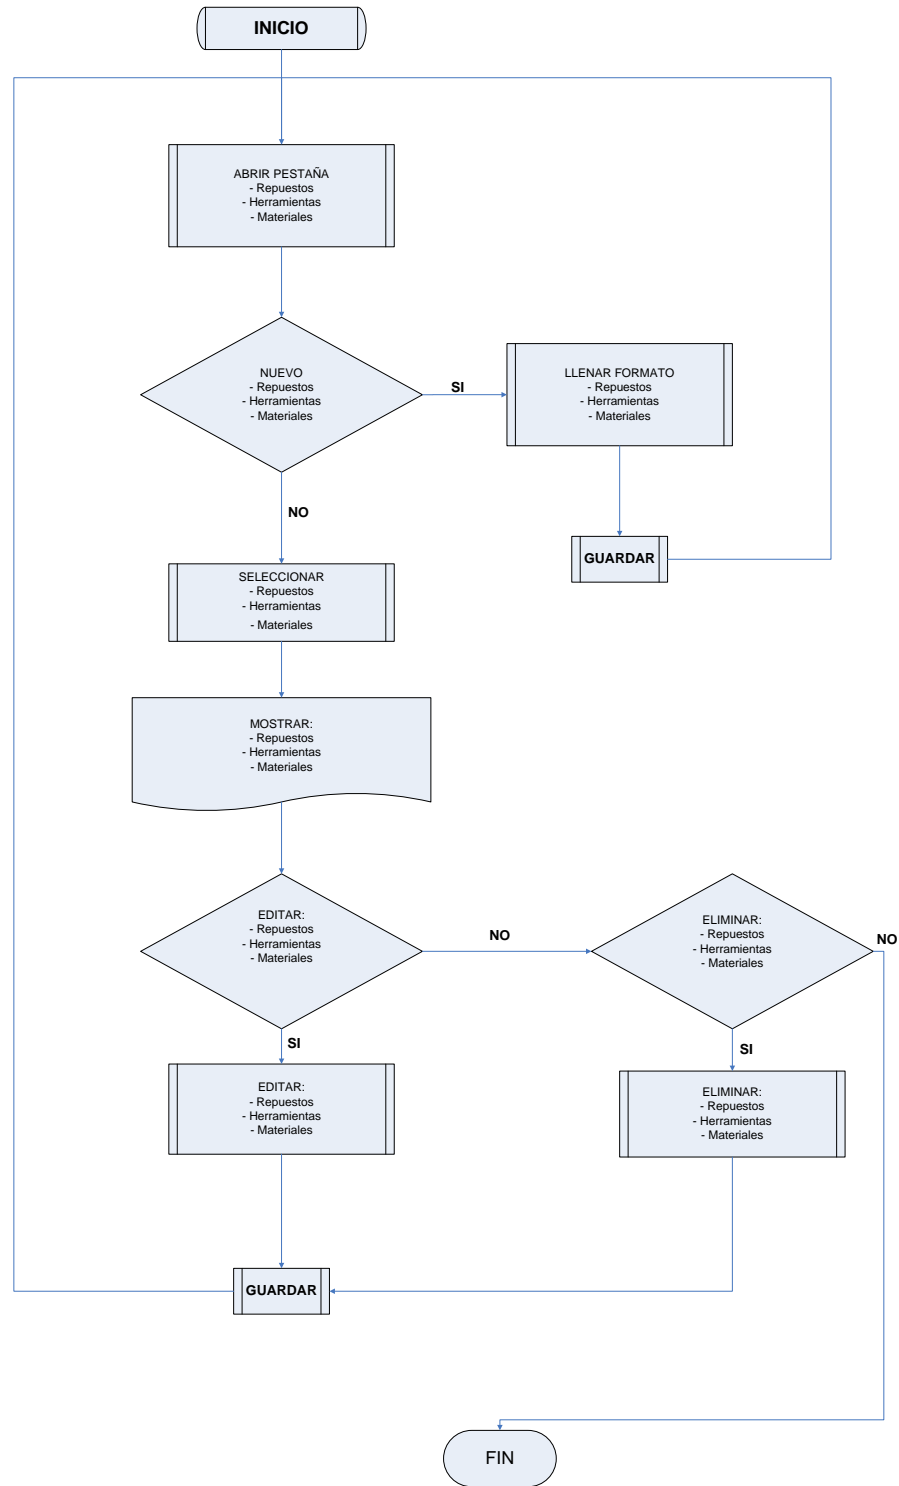 INICIO
ABRIR PESTAÑA
- Repuestos
- Herramientas
- Materiales
NUEVO
- Repuestos
- Herramientas
- Materiales
SI
LLENAR FORMATO
- Repuestos
- Herramientas
- Materiales
NO
GUARDAR
SELECCIONAR
- Repuestos
- Herramientas
- Materiales
MOSTRAR:
- Repuestos
- Herramientas
- Materiales
EDITAR:
- Repuestos
- Herramientas
- Materiales
NO
ELIMINAR:
- Repuestos
- Herramientas
- Materiales
NO
SI
EDITAR:
- Repuestos
- Herramientas
- Materiales
SI
ELIMINAR:
- Repuestos
- Herramientas
- Materiales
GUARDAR
FIN